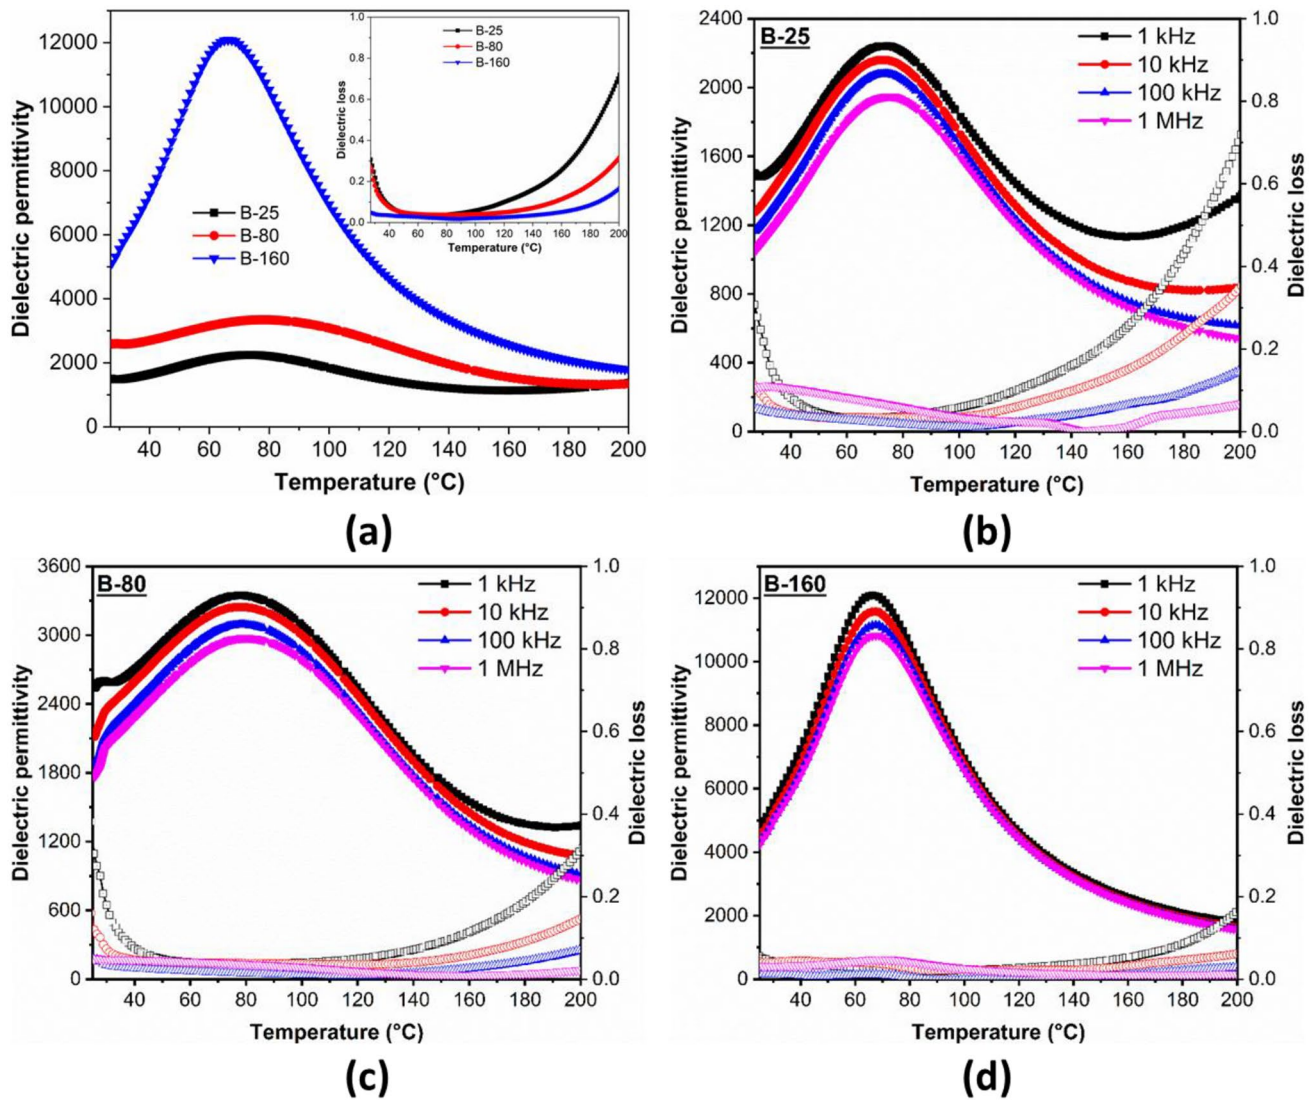 12000
10000
8000
6000
4000
2000
0
40 60 80 100 120 140 160 180 200
Dielectric permittivity
Temperature (°C)
B-25
B-80
B-160
1.0
0.8
0.6
0.4
0.2
0.0
40 60 80 100 120 140 160 180 200
Dielectric loss
Temperature (°C)
B-25
B-80
B-160
(a)
B-25
2400
2000
1600
1200
800
400
0
40 60 80 100 120 140 160 180 200
1.0
0.8
0.6
0.4
0.2
0.0
Dielectric permittivity
Dielectric loss
Temperature (°C)
1 kHz
10 kHz
100 kHz
1 MHz
(b)
B-80
3600
3000
2400
1800
1200
600
0
40 60 80 100 120 140 160 180 200
1.0
0.8
0.6
0.4
0.2
0.0
Dielectric permittivity
Dielectric loss
Temperature (°C)
1 kHz
10 kHz
100 kHz
1 MHz
(c)
B-160
12000
10000
8000
6000
4000
2000
0
40 60 80 100 120 140 160 180 200
1.0
0.8
0.6
0.4
0.2
0.0
Dielectric permittivity
Dielectric loss
Temperature (°C)
1 kHz
10 kHz
100 kHz
1 MHz
(d)